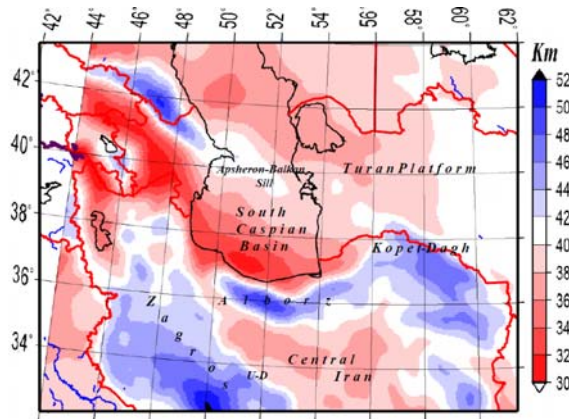 42° 44° 46° 48° 50° 52° 54° 56° 58° 60° 62°
Km
42°
40°
38°
36°
34°
52
50
48
46
44
42
40
38
36
34
32
30
Apsheron-Balkan
Sill
Turan Platform
South
Caspian
Basin
Kopet-Dagh
Alborz
Zagros
U-D
Central
Iran